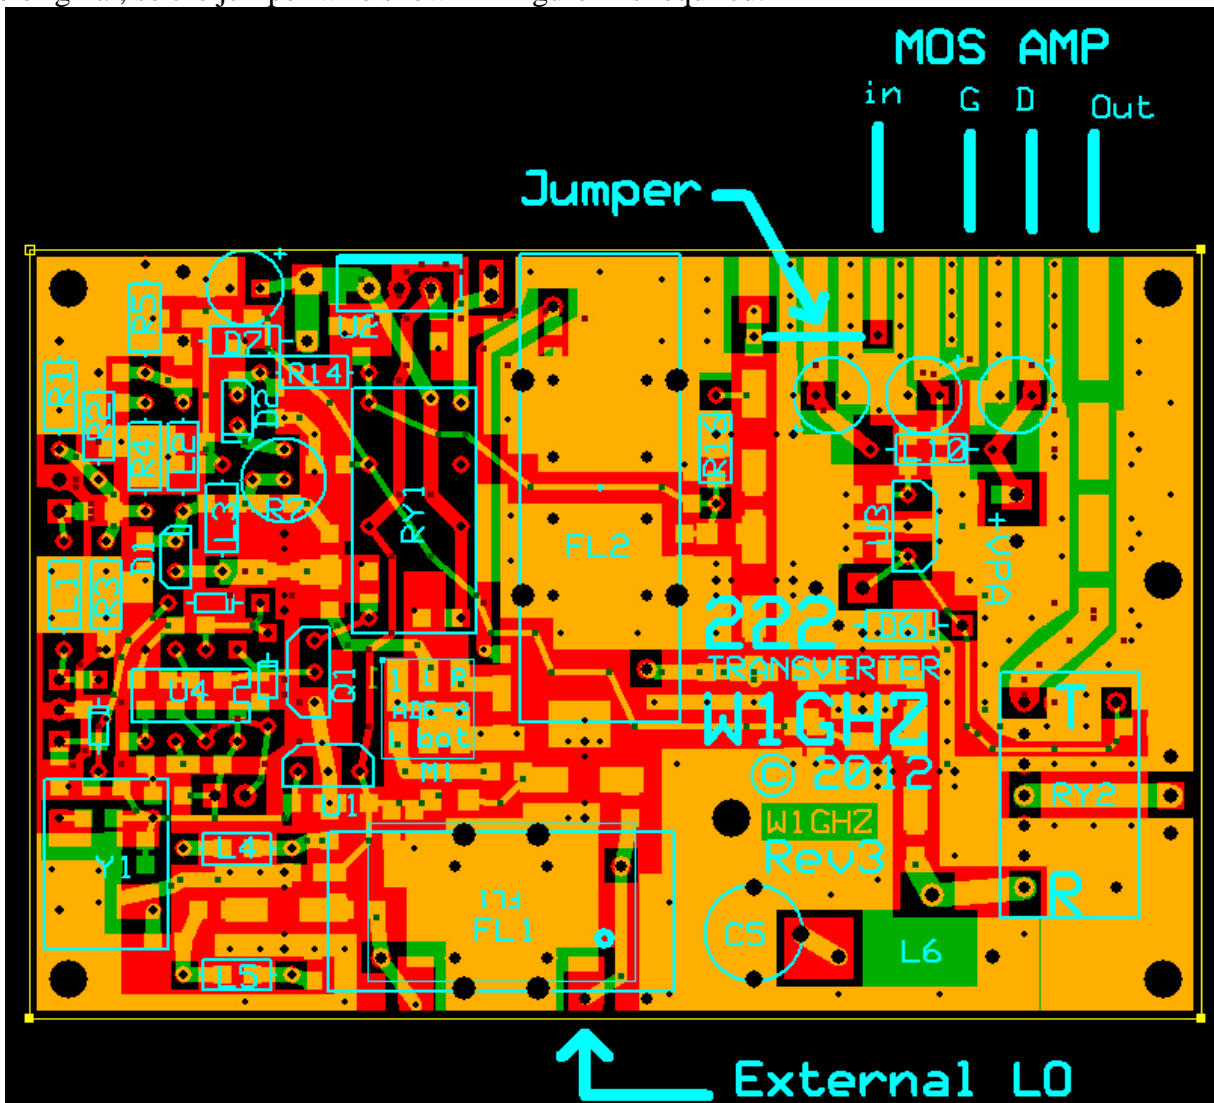 MOS AMP
in G D Out
Jumper
R5
U2
D7
R14
R1
R2
D2
R4
L2
R13
L10
L3
R7
RY1
U3
D1
FL2
+VPA
L1
R3
222
D6
TRANSVERTER
U4
Q1
ADE-
bot
M1
W1GHZ
T
© 2012
RY2
U1
W1GHZ
Rev3
L4
Y1
R
FL1
C5
L6
L5
External LO